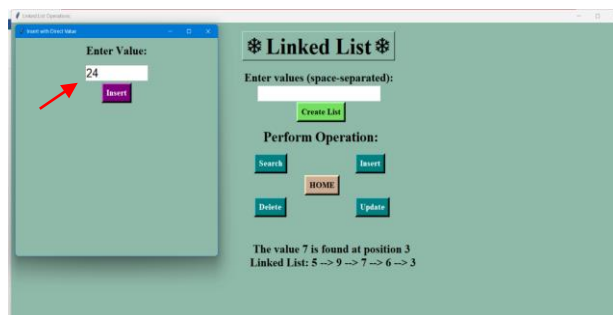 Linked List Operations
Insert with Direct Value
Enter Value:
24
Insert
❄ Linked List ❄
Enter values (space-separated):
Create List
Perform Operation:
Search
Insert
HOME
Delete
Update
The value 7 is found at position 3
Linked List: 5 --> 9 --> 7 --> 6 --> 3